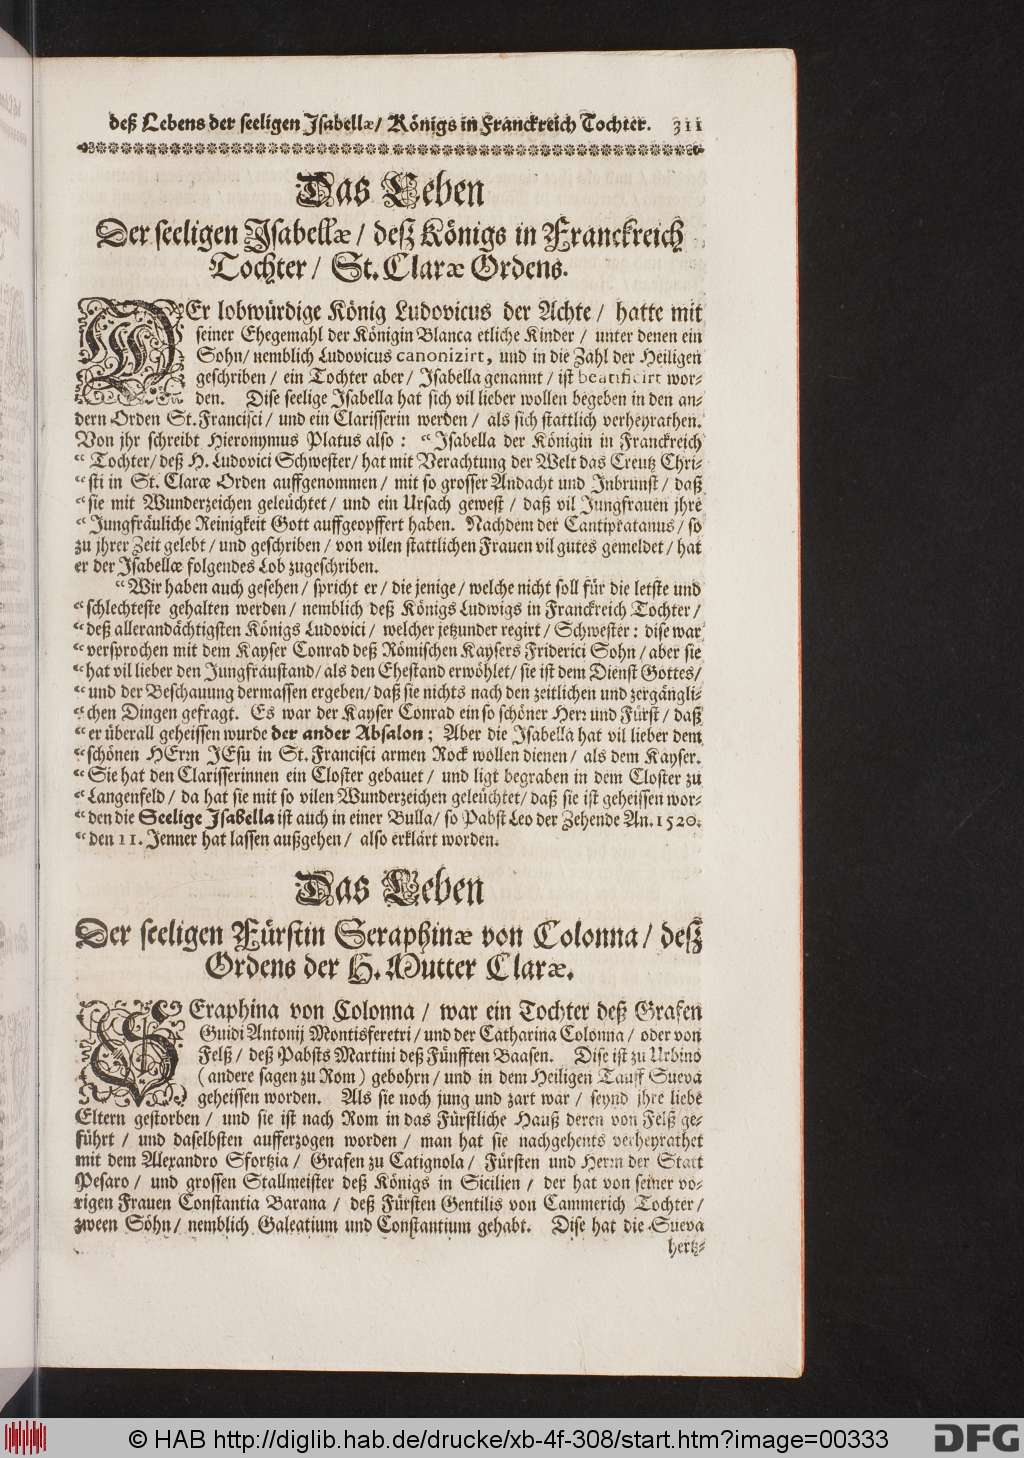 deß Lebens der seeligen Isabellæ/ Königs in Franckreich Tochter. 311
Das Leben
Der seeligen Isabellæ/ deß Königs in Franckreich
Tochter/ St. Claræ Ordens.
WEr lobwürdige König Ludovicus der Achte/ hatte mit
seiner Ehegemahl der Königin Blanca etliche Kinder/ unter denen ein
Sohn/ nemblich Ludovicus canonizirt, und in die Zahl der Heiligen
geschriben/ ein Tochter aber/ Isabella genannt/ ist beatificirt wor-
den. Dise seelige Isabella hat sich vil lieber wollen begeben in den an-
dern Orden St. Francisci/ und ein Clarisserin werden/ als sich stattlich verheyrathen.
Von jhr schreibt Hieronymus Platus also: “Isabella der Königin in Franckreich
“ Tochter/ deß H. Ludovici Schwester/ hat mit Verachtung der Welt das Creutz Chri-
“ sti in St. Claræ Orden auffgenommen/ mit so grosser Andacht und Inbrunst/ daß
“ sie mit Wunderzeichen geleüchtet/ und ein Ursach gewest/ daß vil Jungfrauen jhre
“ Jungfräuliche Reinigkeit Gott auffgeopffert haben. Nachdem der Cantipratanus/ so
zu jhrer Zeit gelebt/ und geschriben/ von vilen stattlichen Frauen vil gutes gemeldet/ hat
er der Isabellæ folgendes Lob zugeschriben.
“ Wir haben auch gesehen/ spricht er/ die jenige/ welche nicht soll für die letste und
“ schlechteste gehalten werden/ nemblich deß Königs Ludwigs in Franckreich Tochter/
“ deß allerandächtigsten Königs Ludovici/ welcher jetzunder regirt/ Schwester: dise war
“ versprochen mit dem Kayser Conrad deß Römischen Kaysers Friderici Sohn/ aber sie
“ hat vil lieber den Jungfraustand/ als den Ehestand erwöhlet/ sie ist dem Dienst Gottes/
“ und der Beschauung dermassen ergeben/ daß sie nichts nach den zeitlichen und zergängli-
“ chen Dingen gefragt. Es war der Kayser Conrad ein so schöner Herr und Fürst/ daß
“ er überall geheissen wurde der ander Absalon; Aber die Isabella hat vil lieber dem
“ schönen HErrn JEsu in St. Francisci armen Rock wollen dienen/ als dem Kayser.
“ Sie hat den Clarisserinnen ein Closter gebauet/ und ligt begraben in dem Closter zu
“ Langenfeld/ da hat sie mit so vilen Wunderzeichen geleüchtet/ daß sie ist geheissen wor-
“ den die Seelige Isabella ist auch in einer Bulla/ so Pabst Leo der Zehende An. 1520.
“ den 11. Jenner hat lassen außgehen/ also erklärt worden.
Das Leben
Der seeligen Fürstin Seraphinæ von Colonna/ deß
Ordens der H. Mutter Claræ.
SEraphina von Colonna/ war ein Tochter deß Grafen
Guidi Antonij Montisferetri/ und der Catharina Colonna/ oder von
Felß/ deß Pabsts Martini deß Fünfften Baasen. Dise ist zu Urbino
(andere sagen zu Rom) gebohrn/ und in dem Heiligen Tauff Sueva
geheissen worden. Als sie noch jung und zart war/ seynd jhre liebe
Eltern gestorben/ und sie ist nach Rom in das Fürstliche Hauß deren von Felß ge-
führt/ und daselbsten aufferzogen worden/ man hat sie nachgehents verheyrathet
mit dem Alexandro Sfortzia/ Grafen zu Catignola/ Fürsten und Herrn der Statt
Pesaro/ und grossen Stallmeister deß Königs in Sicilien/ der hat von seiner vo-
rigen Frauen Constantia Barana/ deß Fürsten Gentilis von Cammerich Tochter/
zween Söhn/ nemblich Galeatium und Constantium gehabt. Dise hat die Sueva
hertz-
© HAB http://diglib.hab.de/drucke/xb-4f-308/start.htm?image=00333
DFG